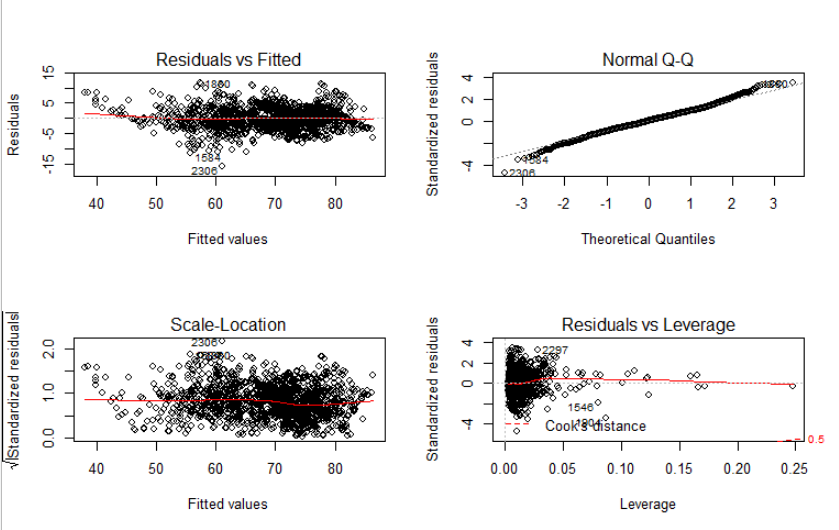 Residuals vs Fitted
Residuals
15
5
-5
-15
1860
1584
2306
40 50 60 70 80
Fitted values
Normal Q-Q
Standardized residuals
4
2
0
-4
1584
2306
-3 -2 -1 0 1 2 3
Theoretical Quantiles
Scale-Location
√|Standardized residuals|
2.0
1.0
0.0
2306
40 50 60 70 80
Fitted values
Residuals vs Leverage
Standardized residuals
4
2
0
-4
2297
1546
1804
Cook's distance
0.5
0.00 0.05 0.10 0.15 0.20 0.25
Leverage